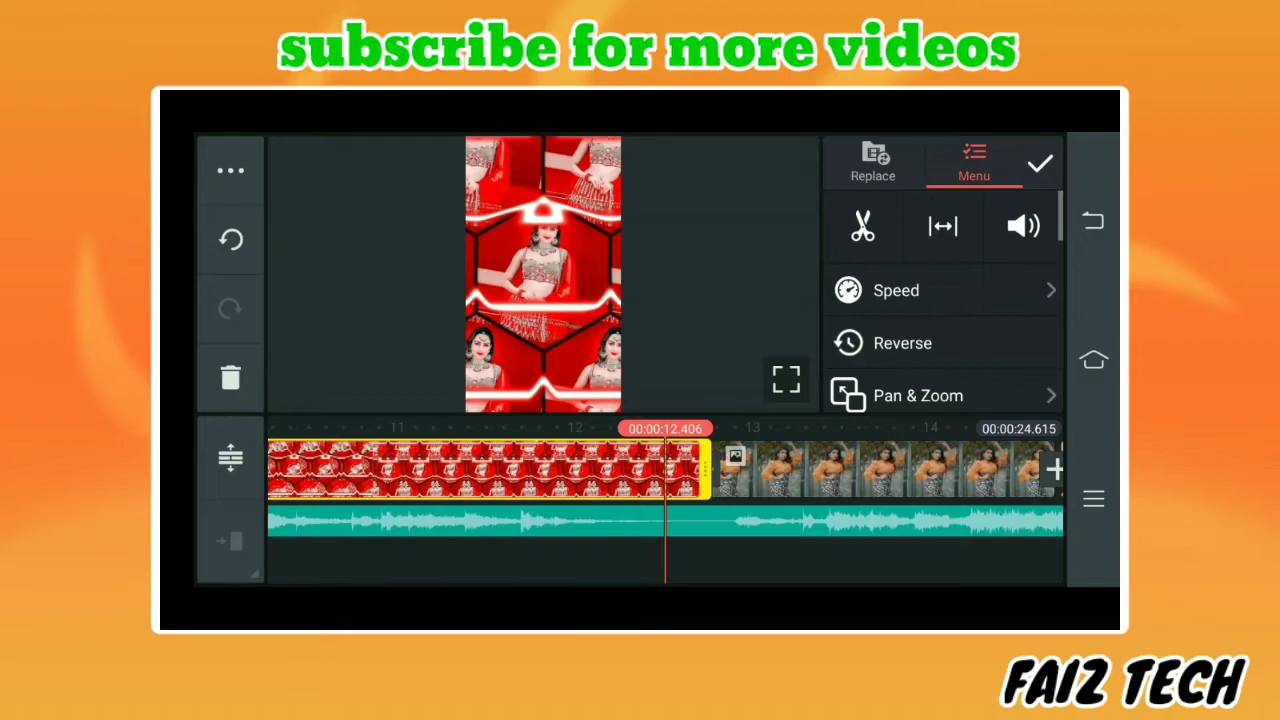 subscribe for more videos
Replace
Menu
Speed
Reverse
Pan & Zoom
11
12
00:00:12.406
13
14
00:00:24.615
FAIZ TECH